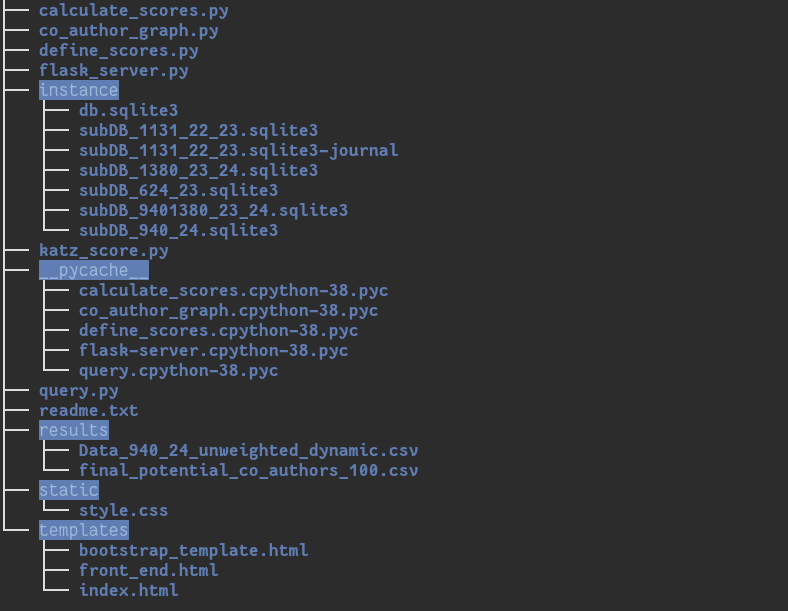 calculate_scores.py
co_author_graph.py
define_scores.py
flask_server.py
instance
db.sqlite3
subDB_1131_22_23.sqlite3
subDB_1131_22_23.sqlite3-journal
subDB_1380_23_24.sqlite3
subDB_624_23.sqlite3
subDB_9401380_23_24.sqlite3
subDB_940_24.sqlite3
katz_score.py
__pycache__
calculate_scores.cpython-38.pyc
co_author_graph.cpython-38.pyc
define_scores.cpython-38.pyc
flask-server.cpython-38.pyc
query.cpython-38.pyc
query.py
readme.txt
results
Data_940_24_unweighted_dynamic.csv
final_potential_co_authors_100.csv
static
style.css
templates
bootstrap_template.html
front_end.html
index.html